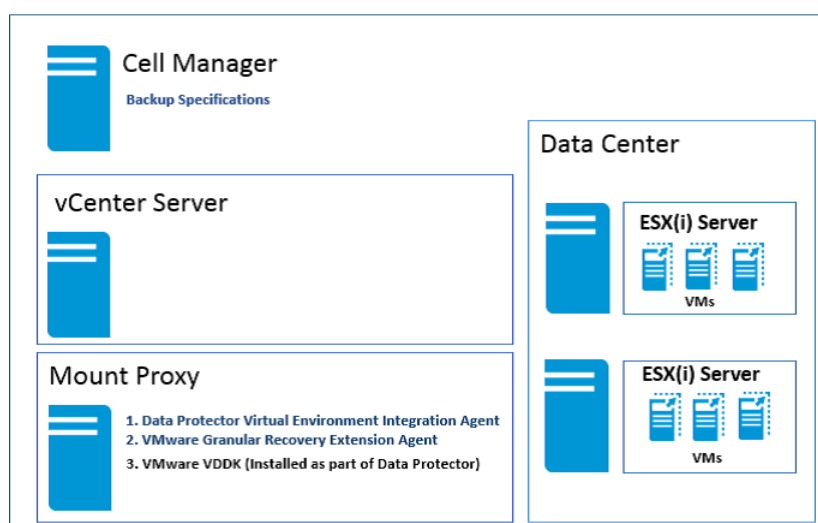 Cell Manager
Backup Specifications
vCenter Server
Mount Proxy
1. Data Protector Virtual Environment Integration Agent
2. VMware Granular Recovery Extension Agent
3. VMware VDDK (Installed as part of Data Protector)
Data Center
ESX(i) Server
VMs
ESX(i) Server
VMs